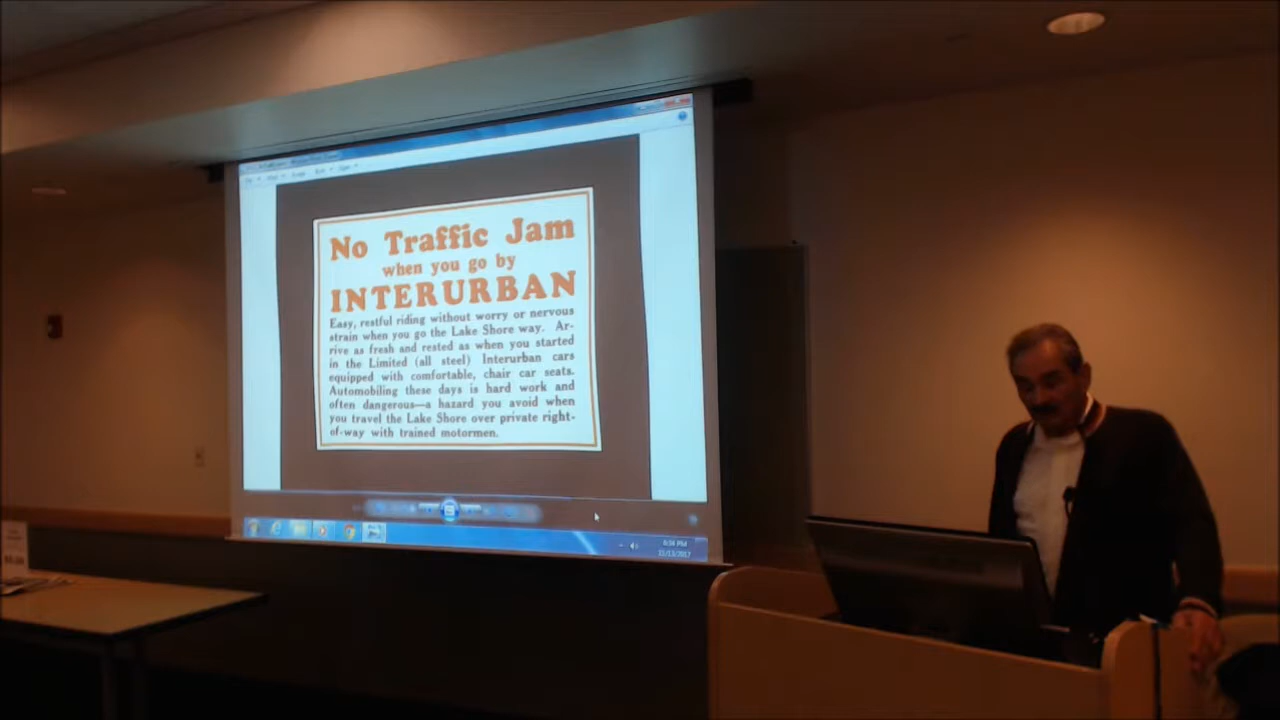 No Traffic Jam
when you go by
INTERURBAN
Easy, restful riding without worry or nervous
strain when you go the Lake Shore way. Ar-
rive as fresh and rested as when you started
in the Limited (all steel) Interurban cars
equipped with comfortable, chair car seats.
Automobiling these days is hard work and
often dangerous—a hazard you avoid when
you travel the Lake Shore over private right-
of-way with trained motormen.